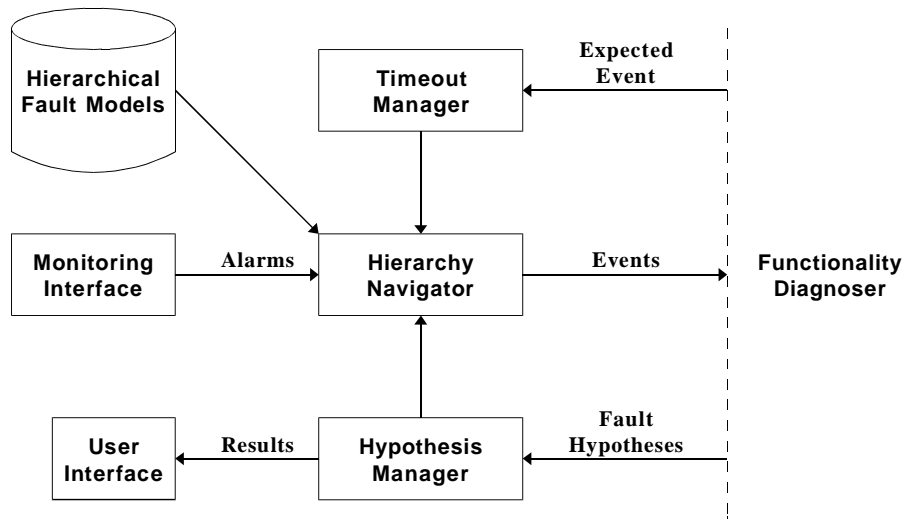 Hierarchical
Fault Models
Timeout
Manager
Expected
Event
Monitoring
Interface
Alarms
Hierarchy
Navigator
Events
Functionality
Diagnoser
User
Interface
Results
Hypothesis
Manager
Fault
Hypotheses